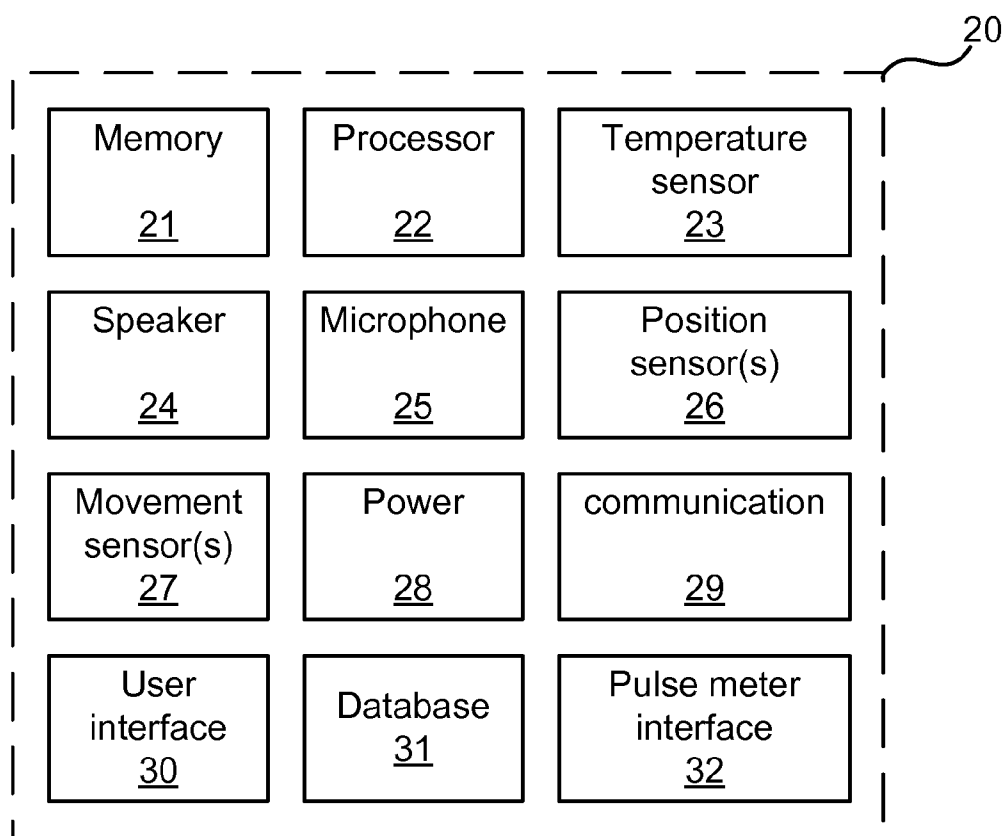 20
Memory
21
Processor
22
Temperature
sensor
23
Speaker
24
Microphone
25
Position
sensor(s)
26
Movement
sensor(s)
27
Power
28
communication
29
User
interface
30
Database
31
Pulse meter
interface
32